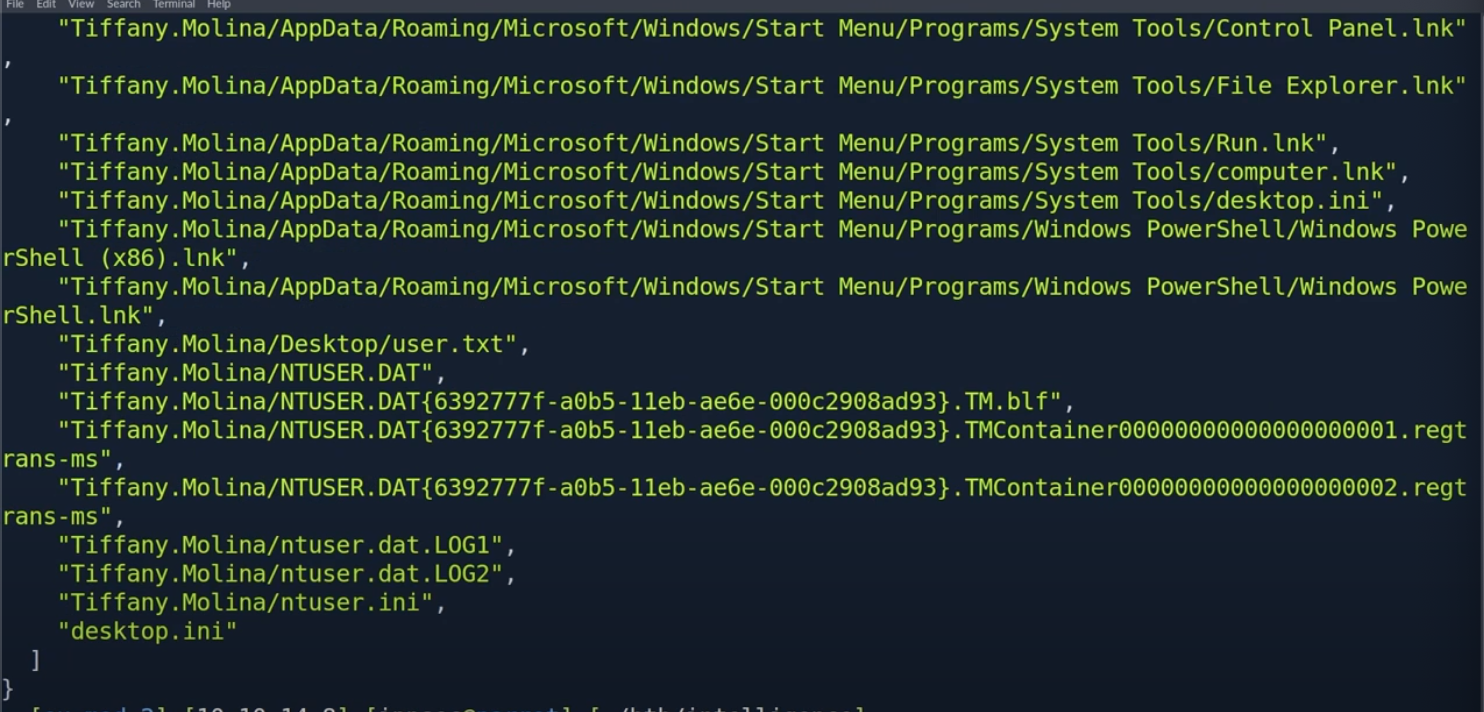 File Edit View Search Terminal Help
"Tiffany.Molina/AppData/Roaming/Microsoft/Windows/Start Menu/Programs/System Tools/Control Panel.lnk"
,
"Tiffany.Molina/AppData/Roaming/Microsoft/Windows/Start Menu/Programs/System Tools/File Explorer.lnk"
,
"Tiffany.Molina/AppData/Roaming/Microsoft/Windows/Start Menu/Programs/System Tools/Run.lnk",
"Tiffany.Molina/AppData/Roaming/Microsoft/Windows/Start Menu/Programs/System Tools/computer.lnk",
"Tiffany.Molina/AppData/Roaming/Microsoft/Windows/Start Menu/Programs/System Tools/desktop.ini",
"Tiffany.Molina/AppData/Roaming/Microsoft/Windows/Start Menu/Programs/Windows PowerShell/Windows Powe
rShell (x86).lnk",
"Tiffany.Molina/AppData/Roaming/Microsoft/Windows/Start Menu/Programs/Windows PowerShell/Windows Powe
rShell.lnk",
"Tiffany.Molina/Desktop/user.txt",
"Tiffany.Molina/NTUSER.DAT",
"Tiffany.Molina/NTUSER.DAT{6392777f-a0b5-11eb-ae6e-000c2908ad93}.TM.blf",
"Tiffany.Molina/NTUSER.DAT{6392777f-a0b5-11eb-ae6e-000c2908ad93}.TMContainer00000000000000000001.regt
rans-ms",
"Tiffany.Molina/NTUSER.DAT{6392777f-a0b5-11eb-ae6e-000c2908ad93}.TMContainer00000000000000000002.regt
rans-ms",
"Tiffany.Molina/ntuser.dat.LOG1",
"Tiffany.Molina/ntuser.dat.LOG2",
"Tiffany.Molina/ntuser.ini",
"desktop.ini"
]
}